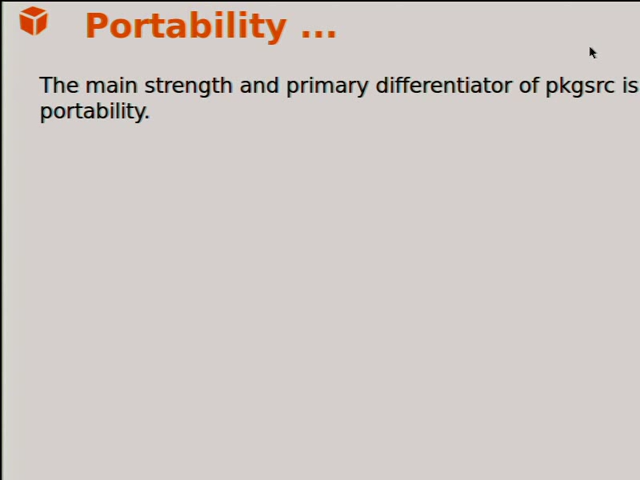 Portability ...
The main strength and primary differentiator of pkgsrc is
portability.